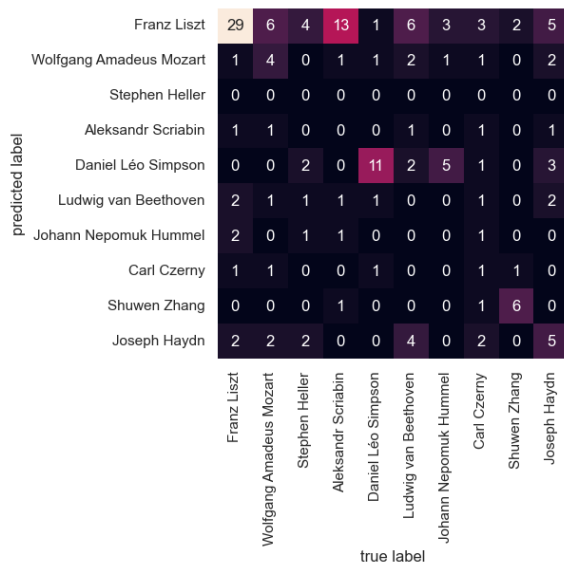 predicted label
Franz Liszt 29 6 4 13 1 6 3 3 2 5
Wolfgang Amadeus Mozart 1 4 0 1 1 2 1 1 0 2
Stephen Heller 0 0 0 0 0 0 0 0 0 0
Aleksandr Scriabin 1 1 0 0 0 1 0 1 0 1
Daniel Léo Simpson 0 0 2 0 11 2 5 1 0 3
Ludwig van Beethoven 2 1 1 1 1 0 0 1 0 2
Johann Nepomuk Hummel 2 0 1 1 0 0 0 1 0 0
Carl Czerny 1 1 0 0 1 0 0 1 1 0
Shuwen Zhang 0 0 0 1 0 0 0 1 6 0
Joseph Haydn 2 2 2 0 0 4 0 2 0 5
Franz Liszt
Wolfgang Amadeus Mozart
Stephen Heller
Aleksandr Scriabin
Daniel Léo Simpson
Ludwig van Beethoven
Johann Nepomuk Hummel
Carl Czerny
Shuwen Zhang
Joseph Haydn
true label